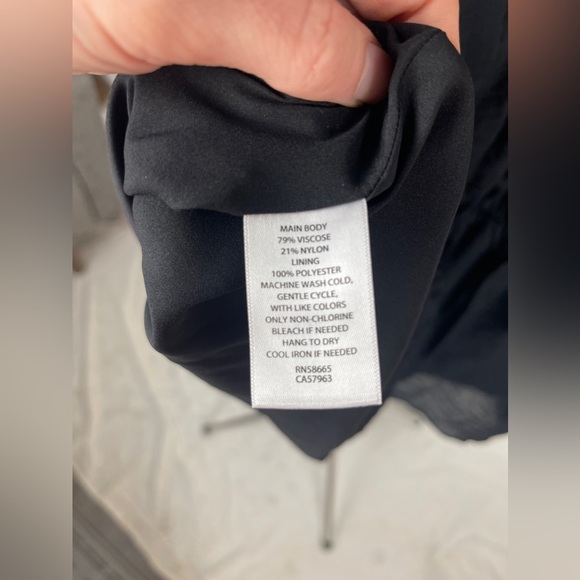 MAIN BODY
79% VISCOSE
21% NYLON
LINING
100% POLYESTER
MACHINE WASH COLD,
GENTLE CYCLE,
WITH LIKE COLORS
ONLY NON-CHLORINE
BLEACH IF NEEDED
HANG TO DRY
COOL IRON IF NEEDED
RN58665
CA57963